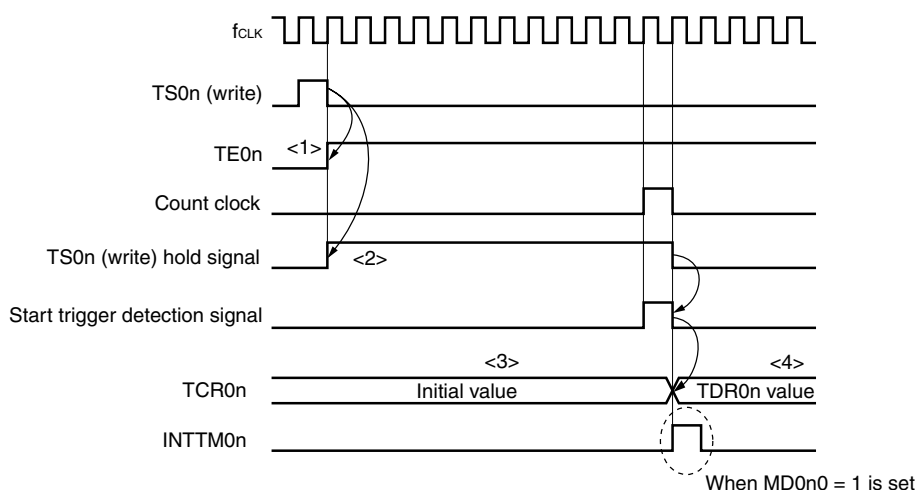 fCLK
TS0n (write)
TE0n
<1>
Count clock
TS0n (write) hold signal
<2>
Start trigger detection signal
<3>
<4>
TCR0n
Initial value
TDR0n value
INTTM0n
When MD0n0 = 1 is set